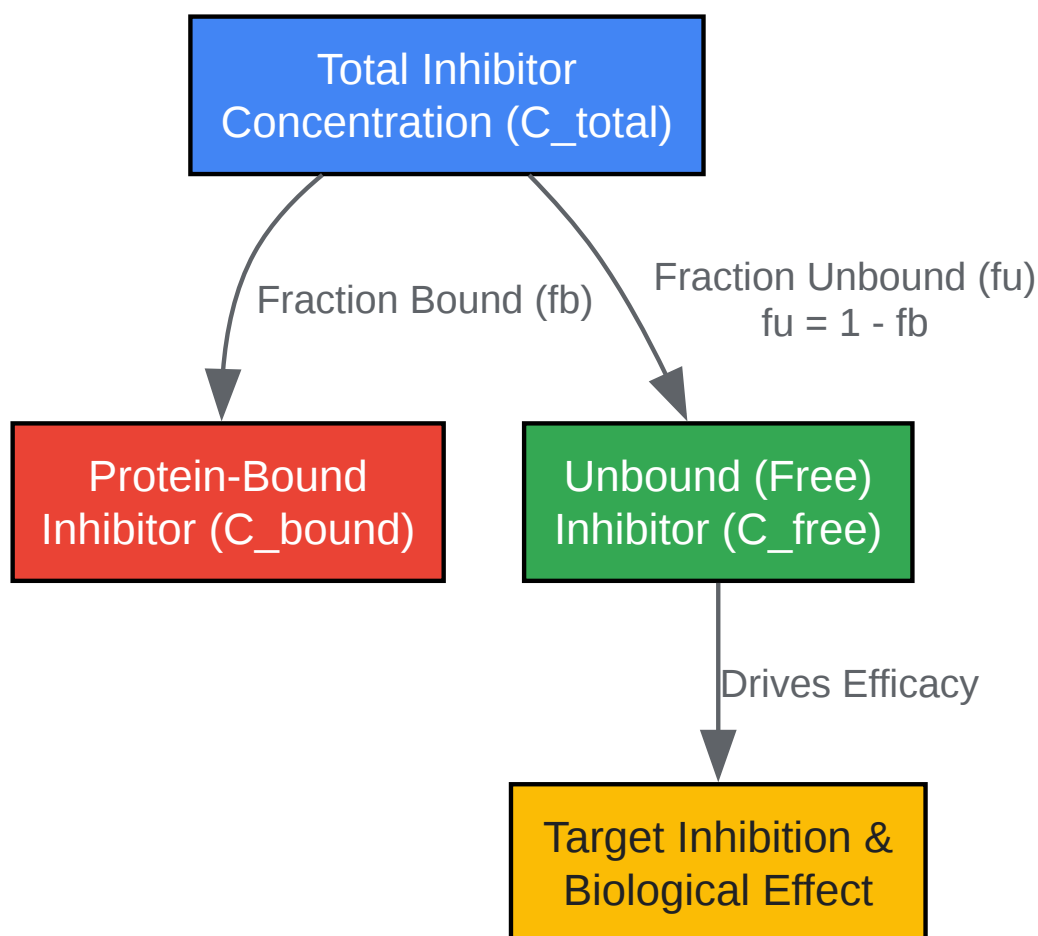 Total Inhibitor
Concentration (C_total)
Fraction Bound (fb)
Fraction Unbound (fu)
fu = 1 - fb
Protein-Bound
Inhibitor (C_bound)
Unbound (Free)
Inhibitor (C_free)
Drives Efficacy
Target Inhibition &
Biological Effect